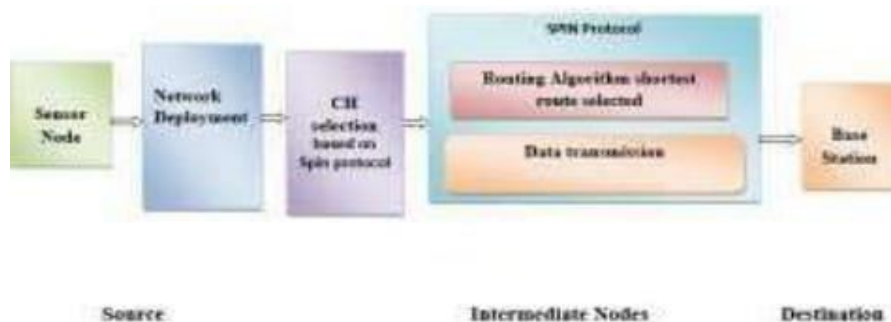 SPIN Protocol
Routing Algorithm shortest
route selected
Data transmission
Sensor
Node
Network
Deployment
CH
selection
based on
Spin protocol
Base
Station
Source
Intermediate Nodes
Destination